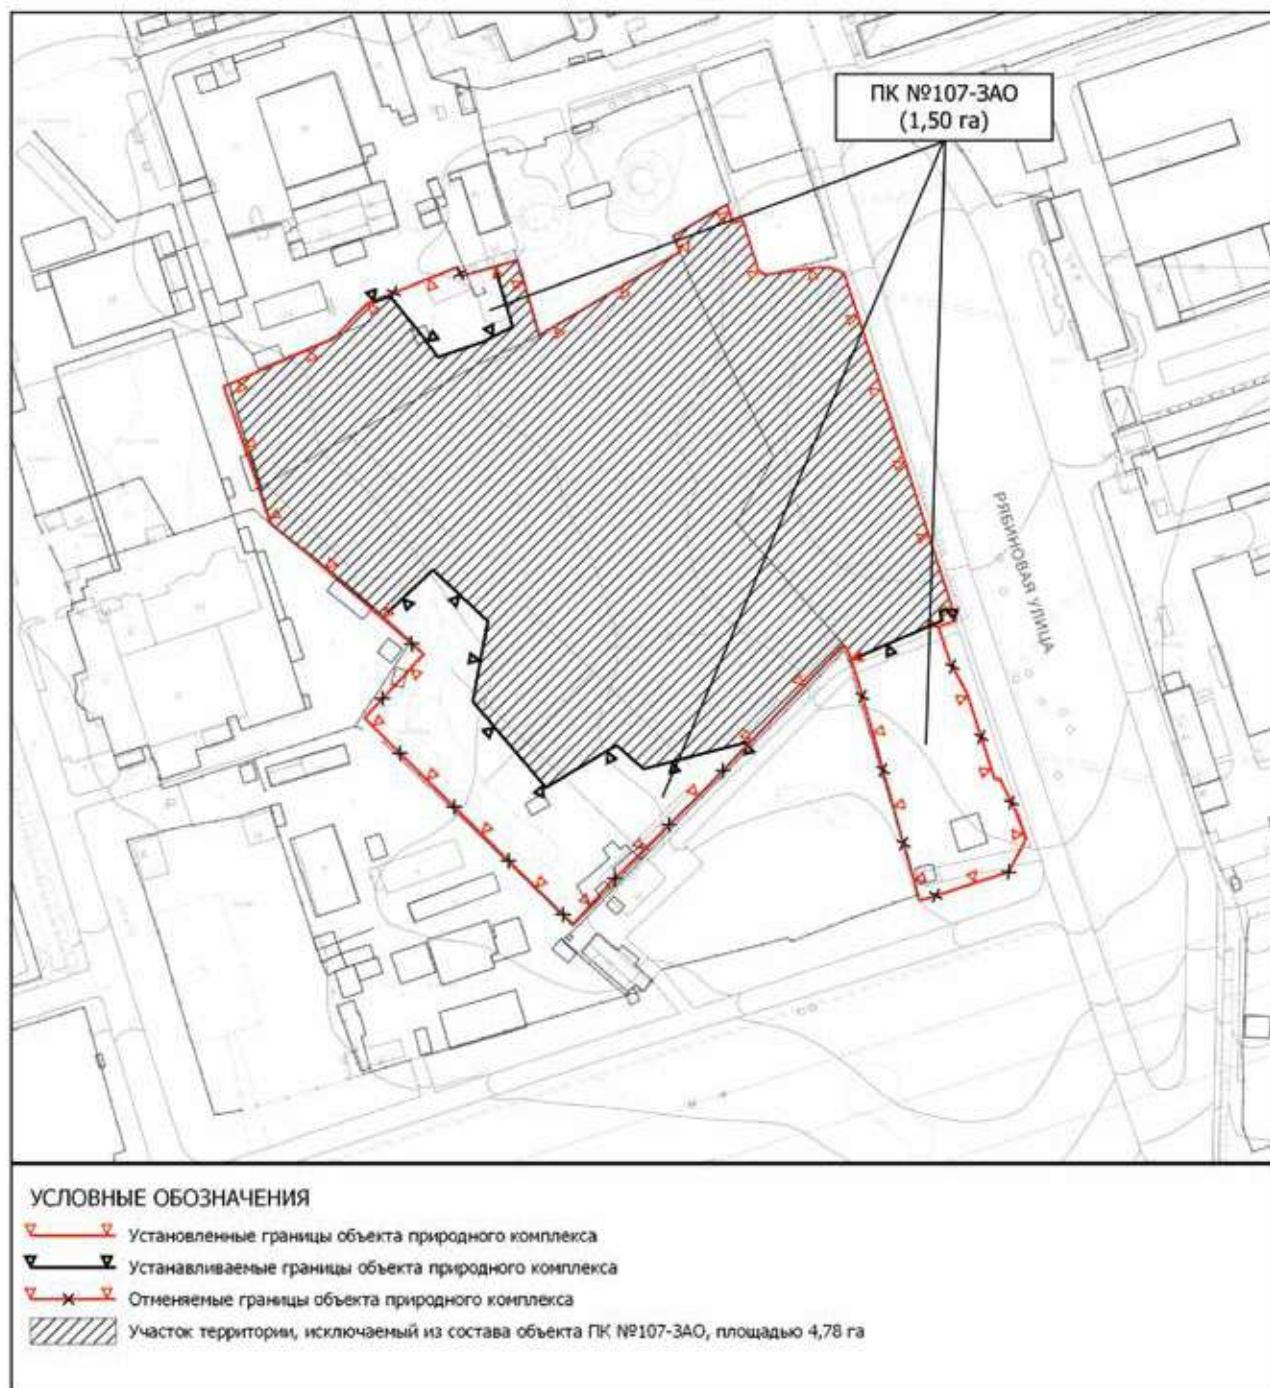 ПК №107-ЗАО
(1,50 га)
РЯБИНОВАЯ УЛИЦА
УСЛОВНЫЕ ОБОЗНАЧЕНИЯ
Установленные границы объекта природного комплекса
Устанавливаемые границы объекта природного комплекса
Отменяемые границы объекта природного комплекса
Участок территории, исключаемый из состава объекта ПК №107-ЗАО, площадью 4,78 га